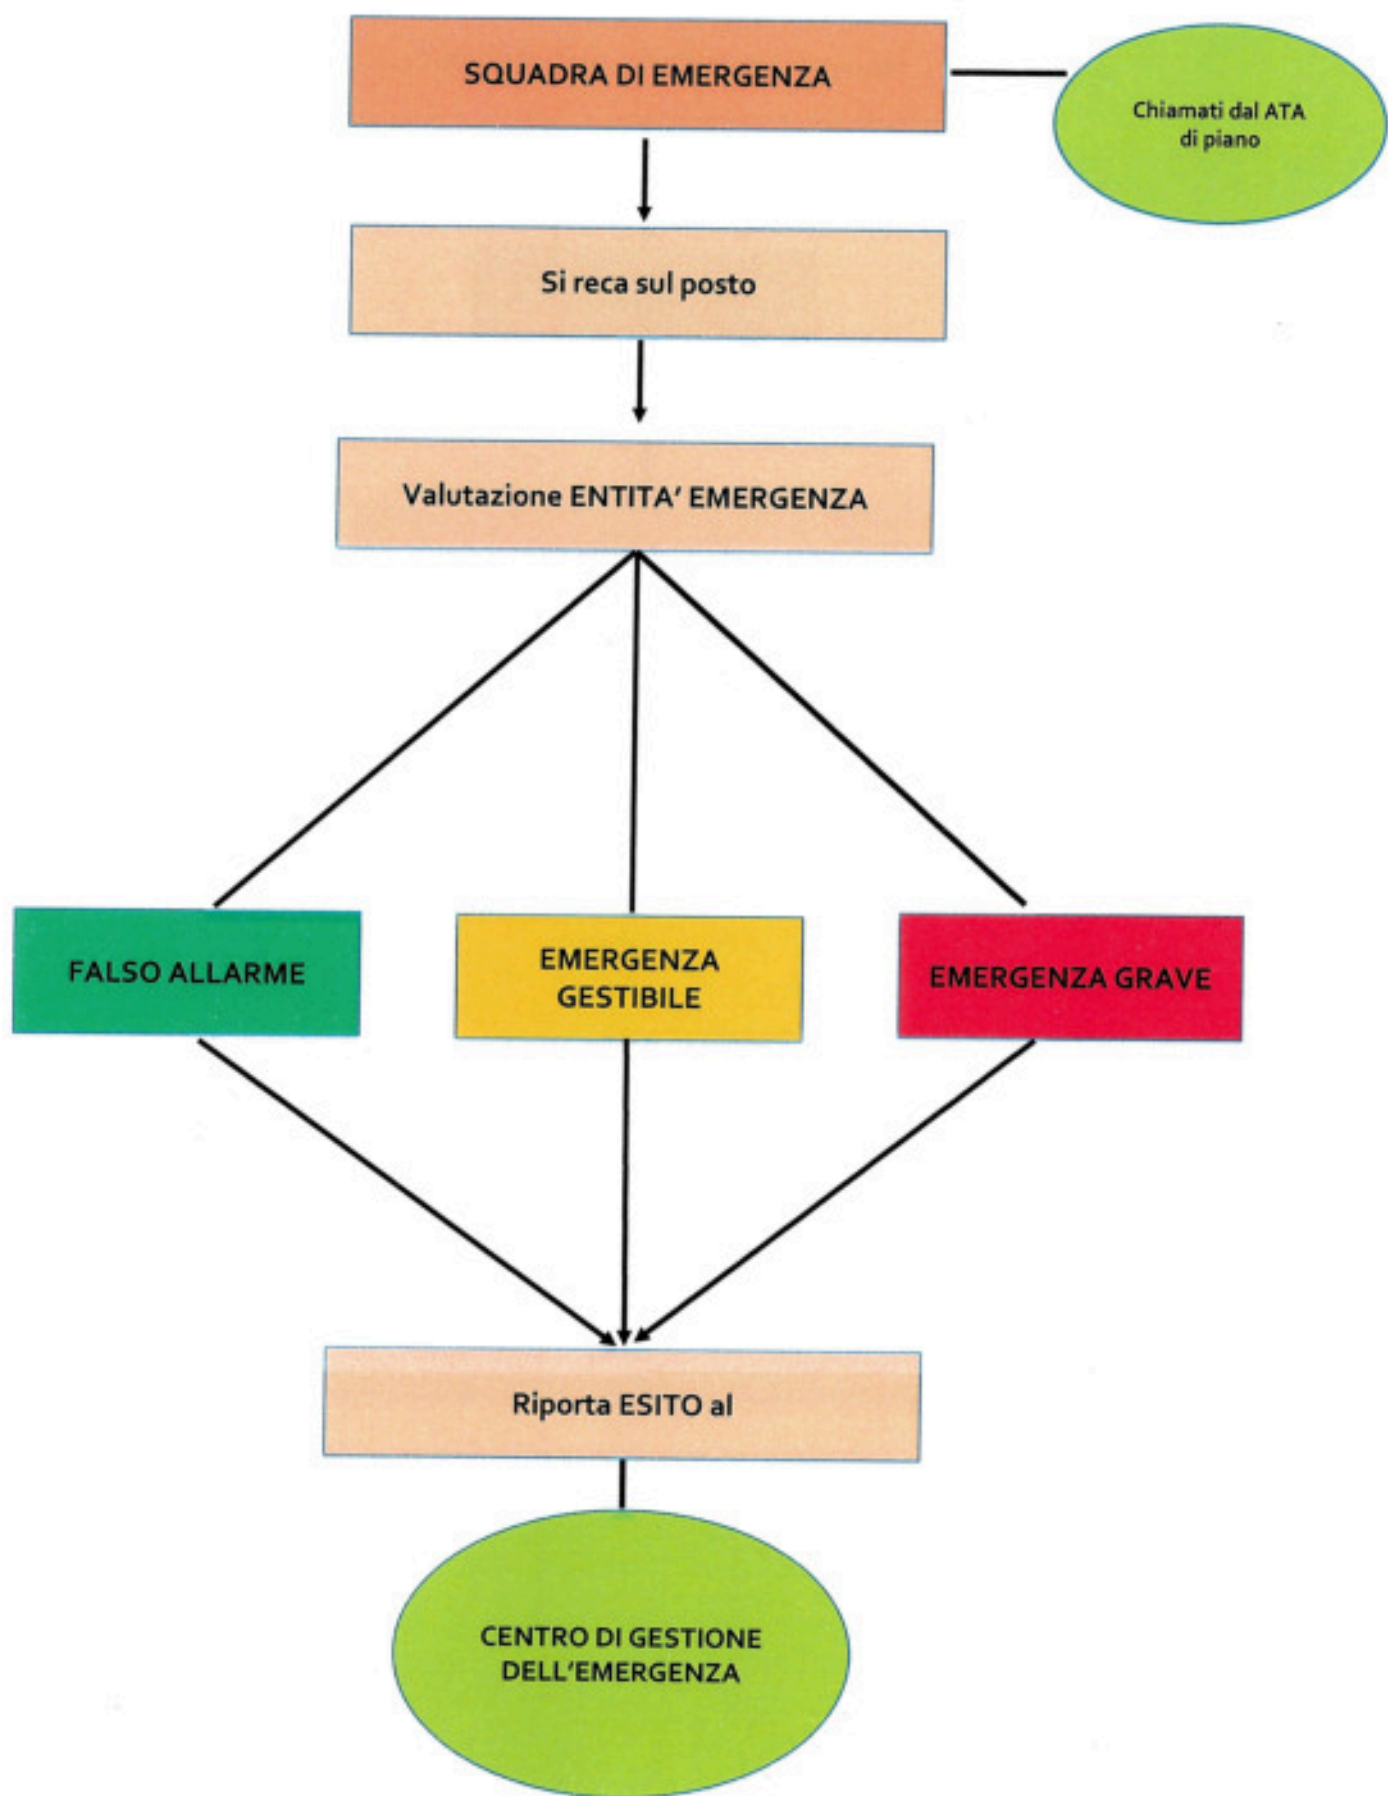 SQUADRA DI EMERGENZA
Chiamati dal ATA
di piano
Si reca sul posto
Valutazione ENTITA' EMERGENZA
FALSO ALLARME
EMERGENZA
GESTIBILE
EMERGENZA GRAVE
Riporta ESITO al
CENTRO DI GESTIONE
DELL'EMERGENZA